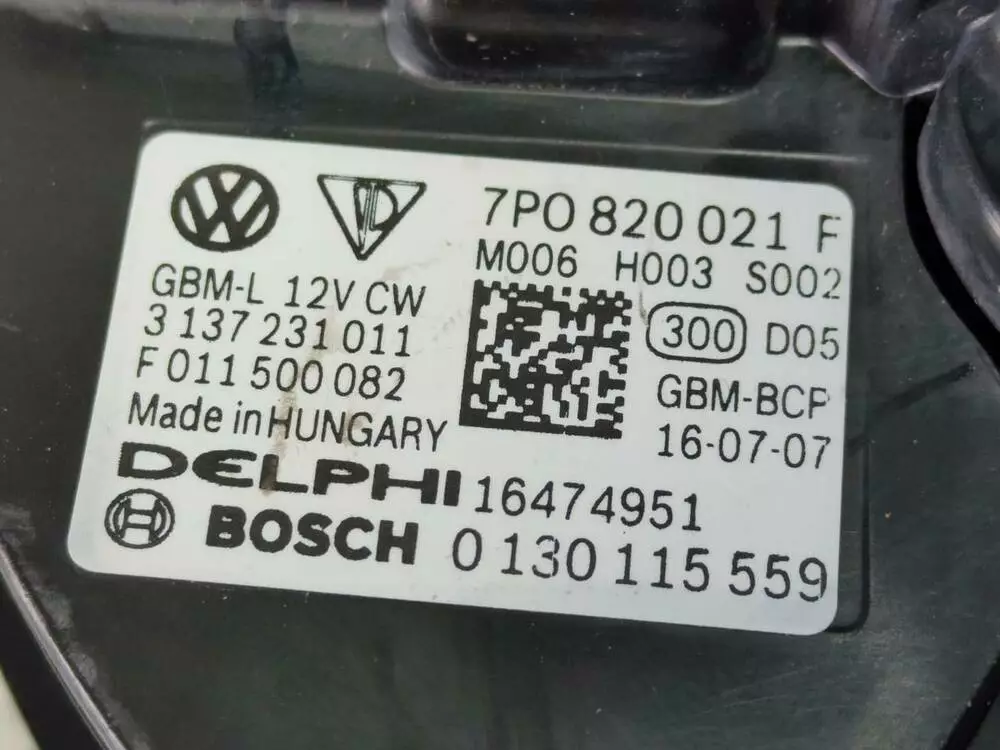 7P0 820 021 F
M006 H003 S002
GBM-L 12V CW
3 137 231 011
F 011 500 082
Made in HUNGARY
300 D05
GBM-BCP
16-07-07
DELPHI 16474951
BOSCH 0 130 115 559